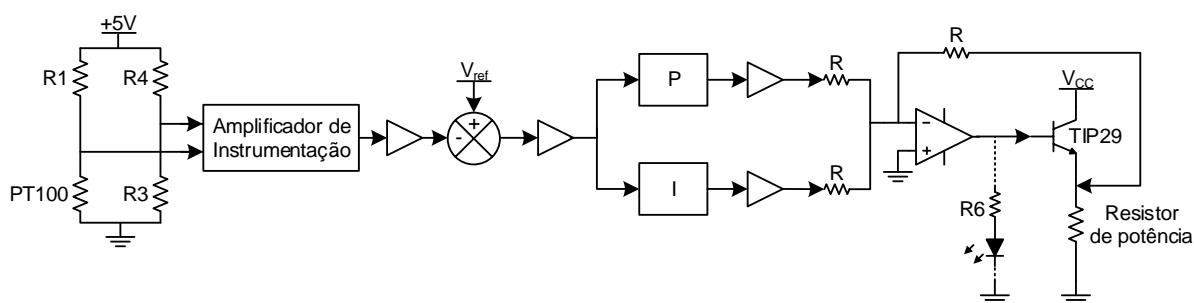 +5V
R1
R4
PT100
R3
Amplificador de
Instrumentação
V_ref
+
-
P
I
R
R
R
-
+
V_CC
TIP29
R6
Resistor
de potência